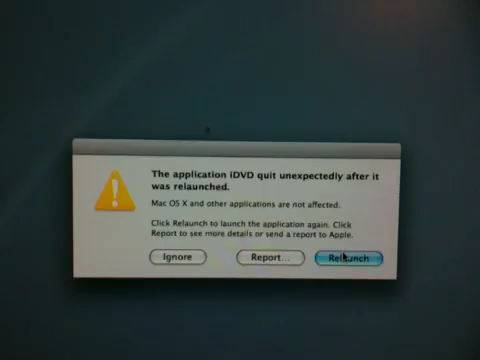 The application iDVD quit unexpectedly after it
was relaunched.
Mac OS X and other applications are not affected.
Click Relaunch to launch the application again. Click
Report to see more details or send a report to Apple.
Ignore
Report...
Relaunch